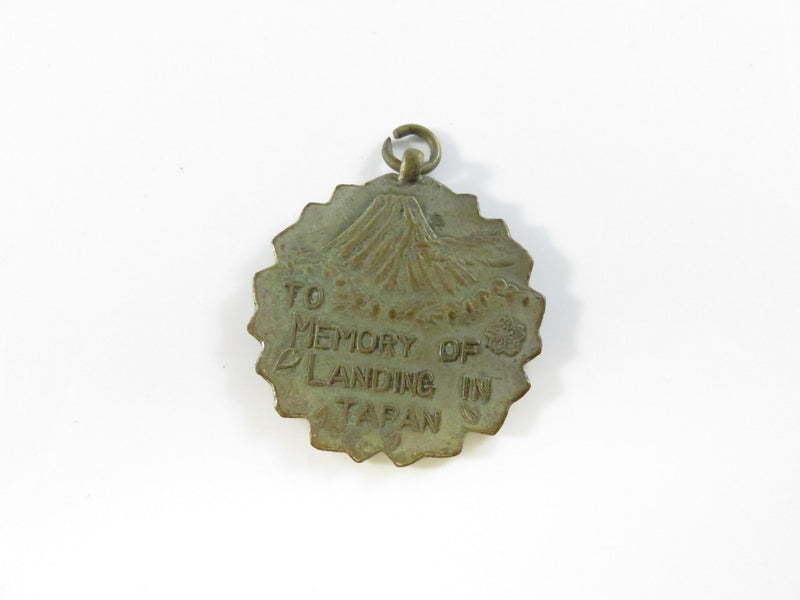 TO
MEMORY OF
LANDING IN
JAPAN